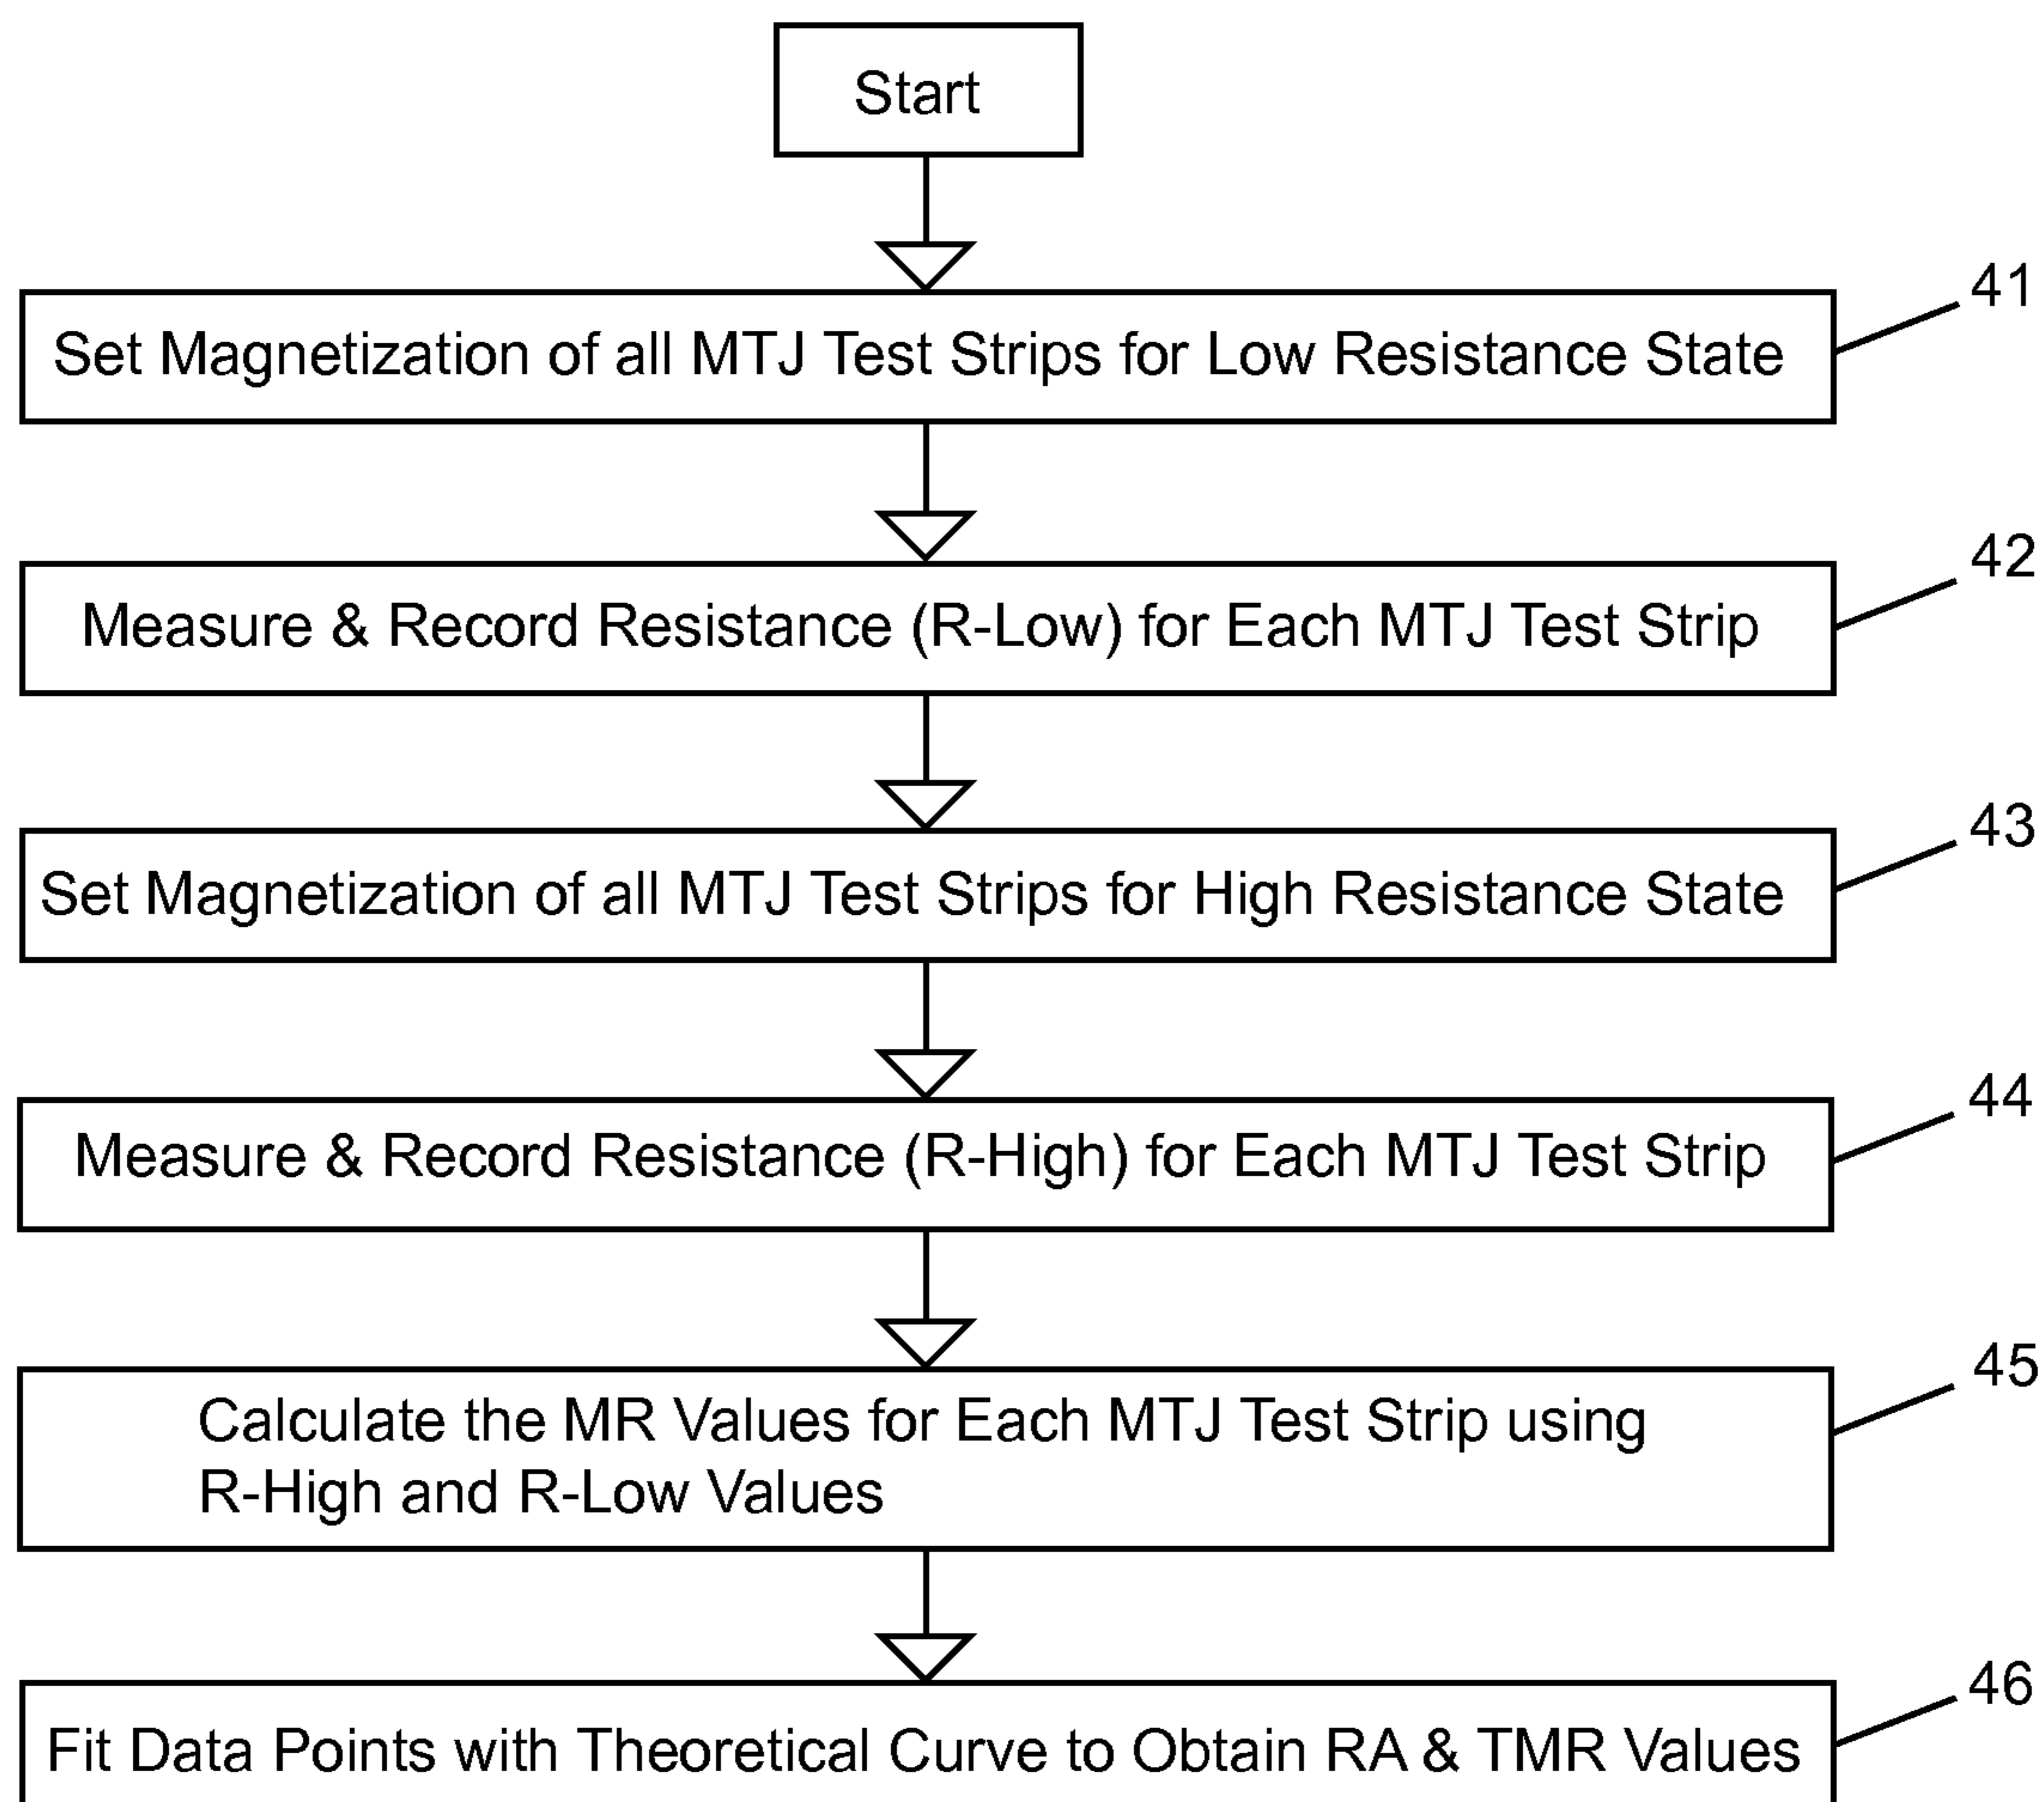 Start
41
Set Magnetization of all MTJ Test Strips for Low Resistance State
42
Measure & Record Resistance (R-Low) for Each MTJ Test Strip
43
Set Magnetization of all MTJ Test Strips for High Resistance State
44
Measure & Record Resistance (R-High) for Each MTJ Test Strip
45
Calculate the MR Values for Each MTJ Test Strip using
R-High and R-Low Values
46
Fit Data Points with Theoretical Curve to Obtain RA & TMR Values